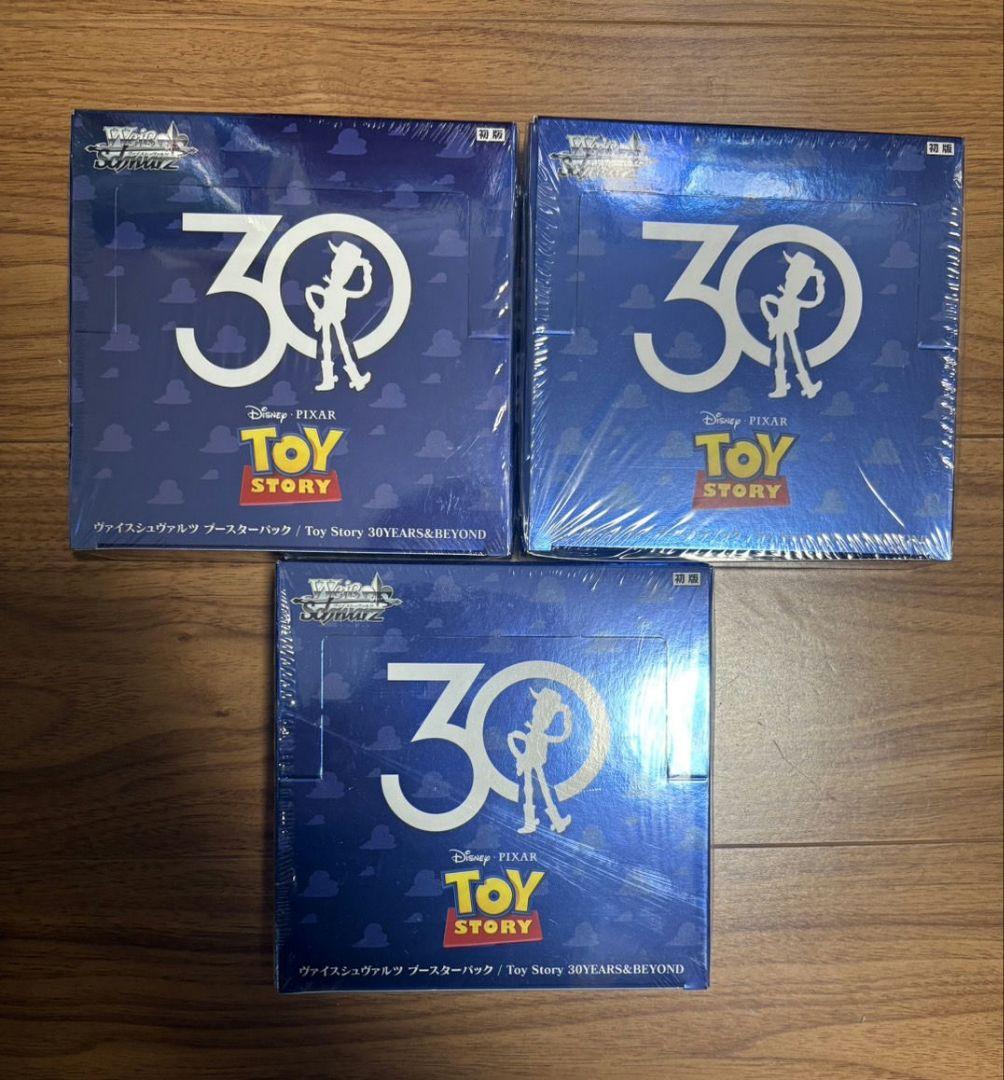 Weiß Schwarz
初版
30
Disney · PIXAR
TOY
STORY
ヴァイスシュヴァルツ ブースターパック / Toy Story 30YEARS&BEYOND
Weiß Schwarz
初版
30
Disney · PIXAR
TOY
STORY
Weiß Schwarz
初版
30
Disney · PIXAR
TOY
STORY
ヴァイスシュヴァルツ ブースターパック / Toy Story 30YEARS&BEYOND